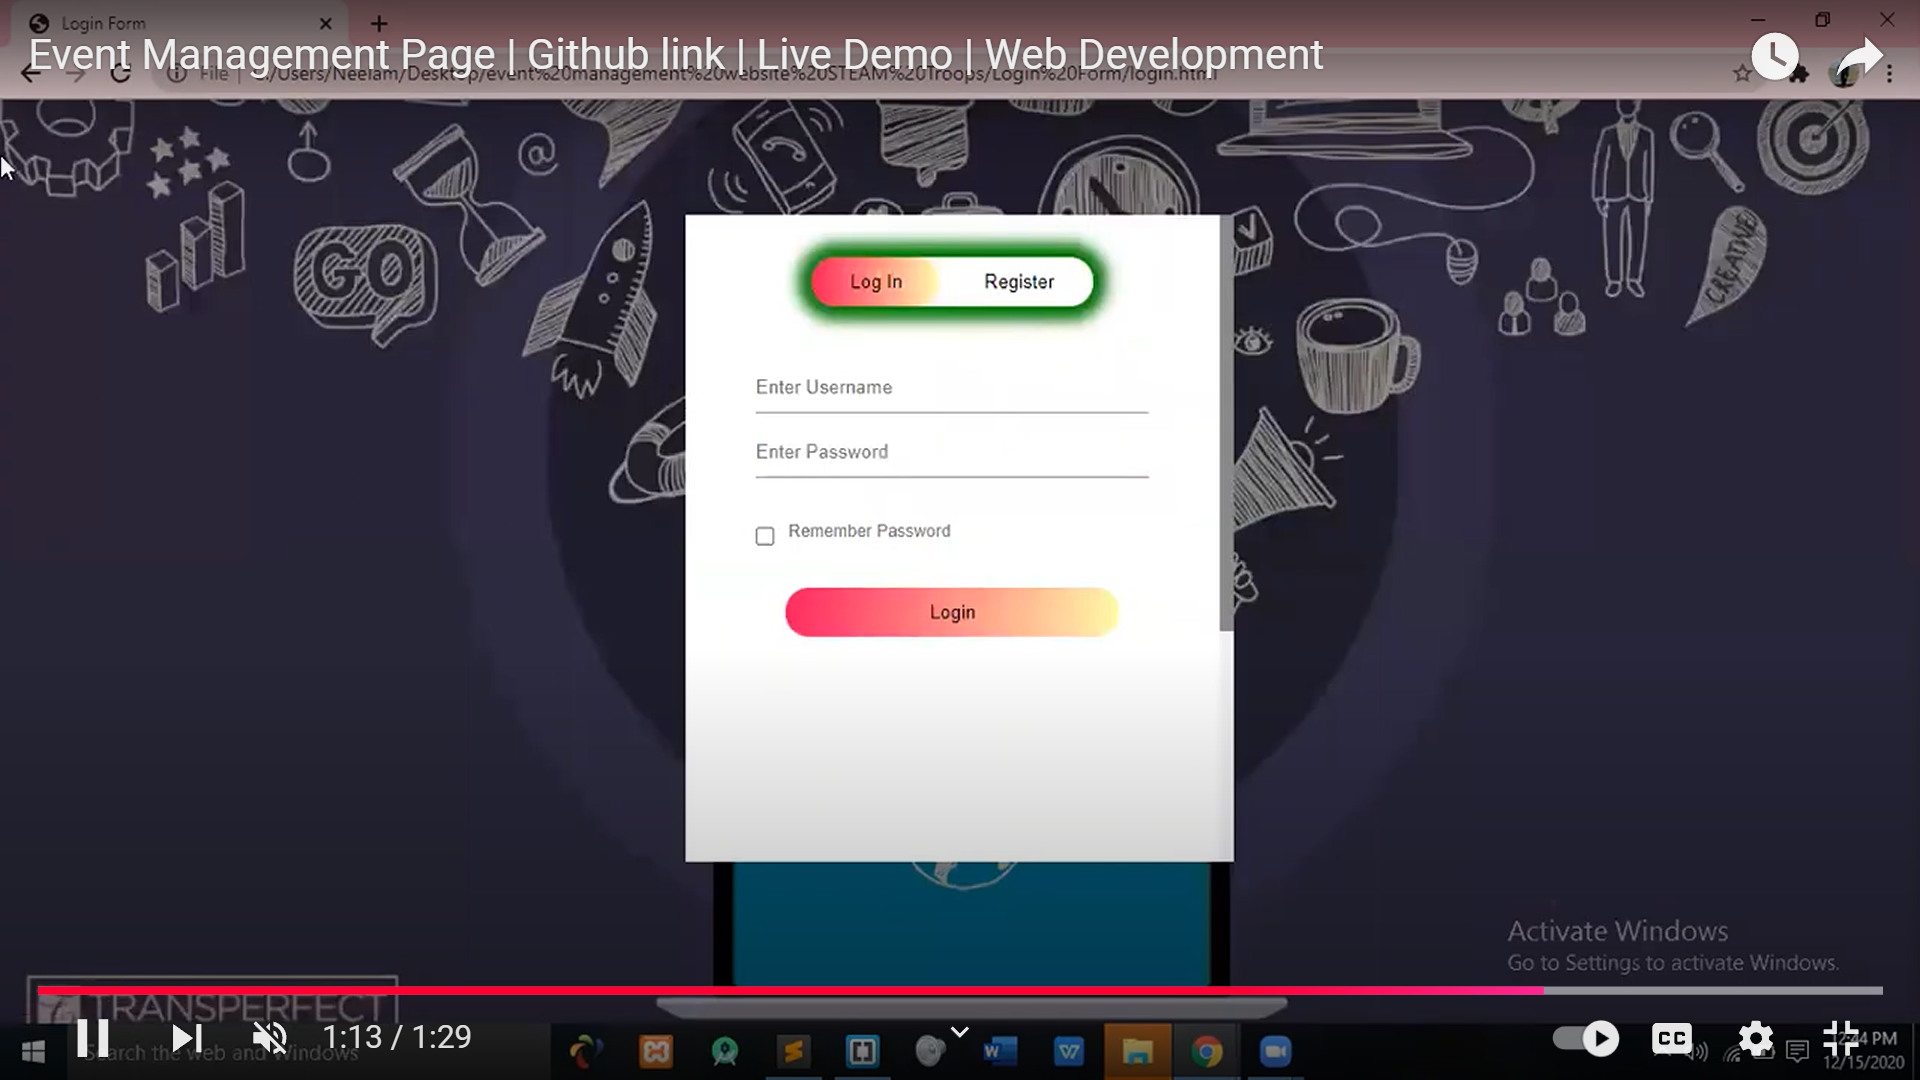 Login Form
Event Management Page | Github link | Live Demo | Web Development
File | C:/Users/Neelam/Desktop/event%20management%20website%20STEAM%20Troops/Login%20Form/login.html
@
GO
CREATIVE
Log In
Register
Enter Username
Enter Password
Remember Password
Login
Activate Windows
Go to Settings to activate Windows.
TRANSPERFECT
1:13 / 1:29
Search the web and Windows
CC
12/15/2020